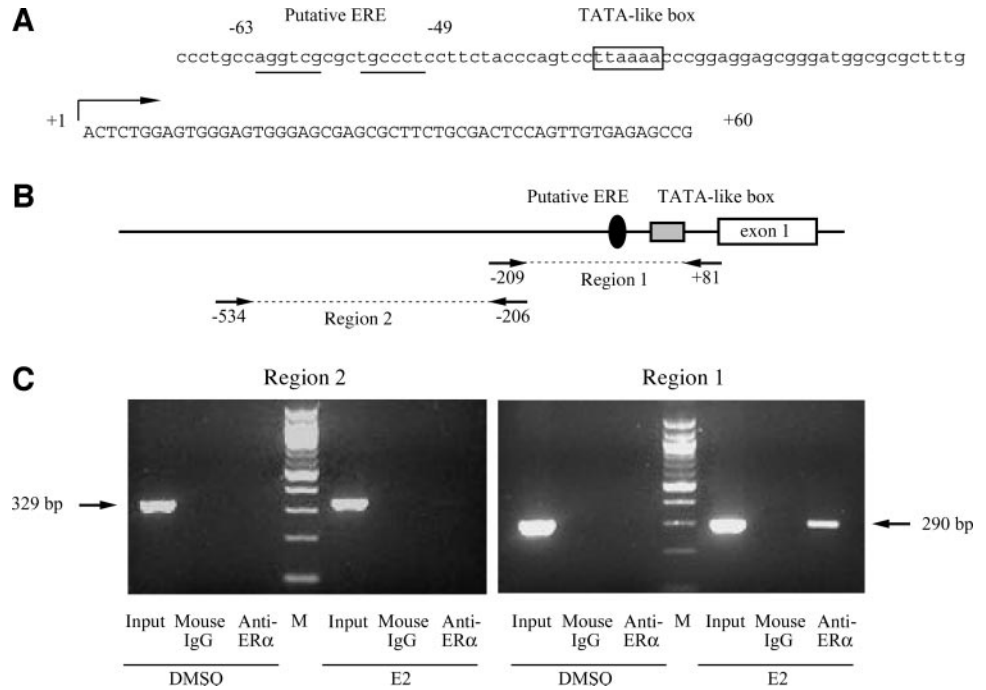 A
Putative ERE
TATA-like box
-63
-49
ccctgccaggtcgcgctgccctccttctacccagtccttaaaacccggaggagcgggatggcgcgctttg
+1
ACTCTGGAGTGGGAGTGGGAGCGAGCGCTTCTGCGACTCCAGTTGTGAGAGCCG
+60
B
Putative ERE
TATA-like box
exon 1
-209
Region 1
+81
-534
Region 2
-206
C
Region 2
Region 1
329 bp
290 bp
Input Mouse IgG Anti-ERα M Input Mouse IgG Anti-ERα
DMSO E2
Input Mouse IgG Anti-ERα M Input Mouse IgG Anti-ERα
DMSO E2